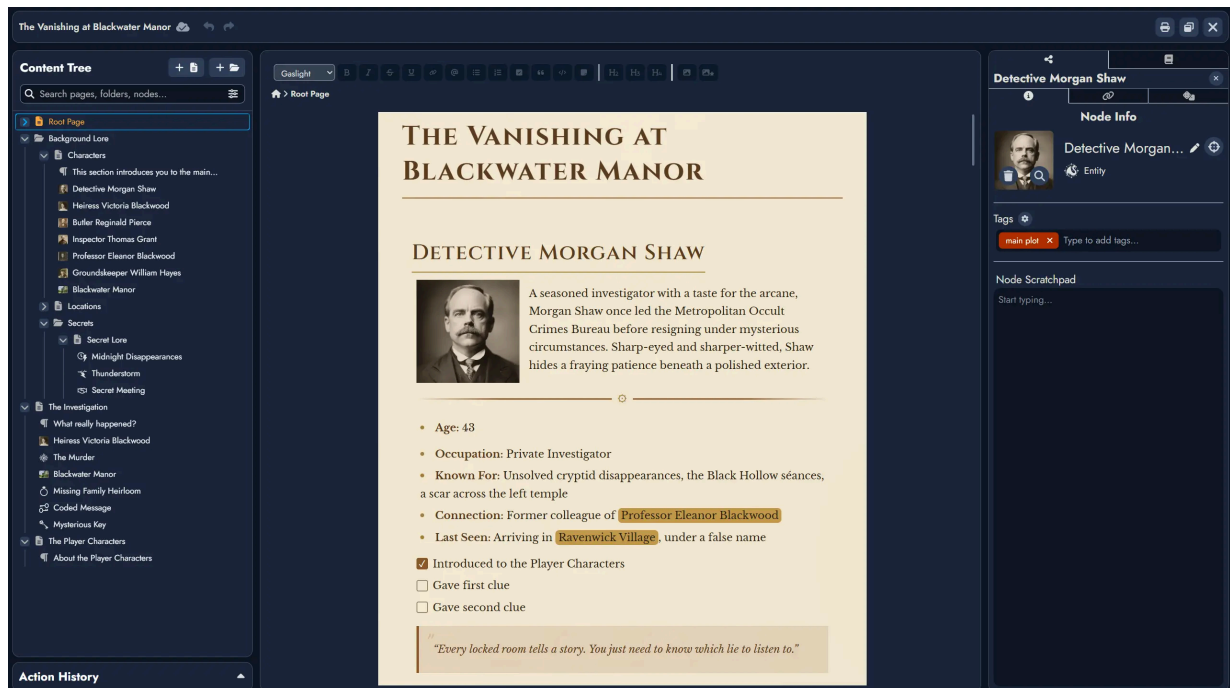 The Vanishing at Blackwater Manor
Content Tree
+
+
Search pages, folders, nodes...
Root Page
Background Lore
Characters
This section introduces you to the main...
Detective Morgan Shaw
Heiress Victoria Blackwood
Butler Reginald Pierce
Inspector Thomas Grant
Professor Eleanor Blackwood
Groundskeeper William Hayes
Blackwater Manor
Locations
Secrets
Secret Lore
Midnight Disappearances
Thunderstorm
Secret Meeting
The Investigation
What really happened?
Heiress Victoria Blackwood
The Murder
Blackwater Manor
Missing Family Heirloom
Coded Message
Mysterious Key
The Player Characters
About the Player Characters
Action History
Gaslight
B I S U @
Root Page
The Vanishing at
Blackwater Manor
Detective Morgan Shaw
A seasoned investigator with a taste for the arcane,
Morgan Shaw once led the Metropolitan Occult
Crimes Bureau before resigning under mysterious
circumstances. Sharp-eyed and sharper-witted, Shaw
hides a fraying patience beneath a polished exterior.
• Age: 43
• Occupation: Private Investigator
• Known For: Unsolved cryptid disappearances, the Black Hollow séances,
a scar across the left temple
• Connection: Former colleague of Professor Eleanor Blackwood
• Last Seen: Arriving in Ravenwick Village, under a false name
Introduced to the Player Characters
Gave first clue
Gave second clue
“Every locked room tells a story. You just need to know which lie to listen to.”
Detective Morgan Shaw
Node Info
Detective Morgan...
Entity
Tags
main plot ×
Type to add tags...
Node Scratchpad
Start typing...